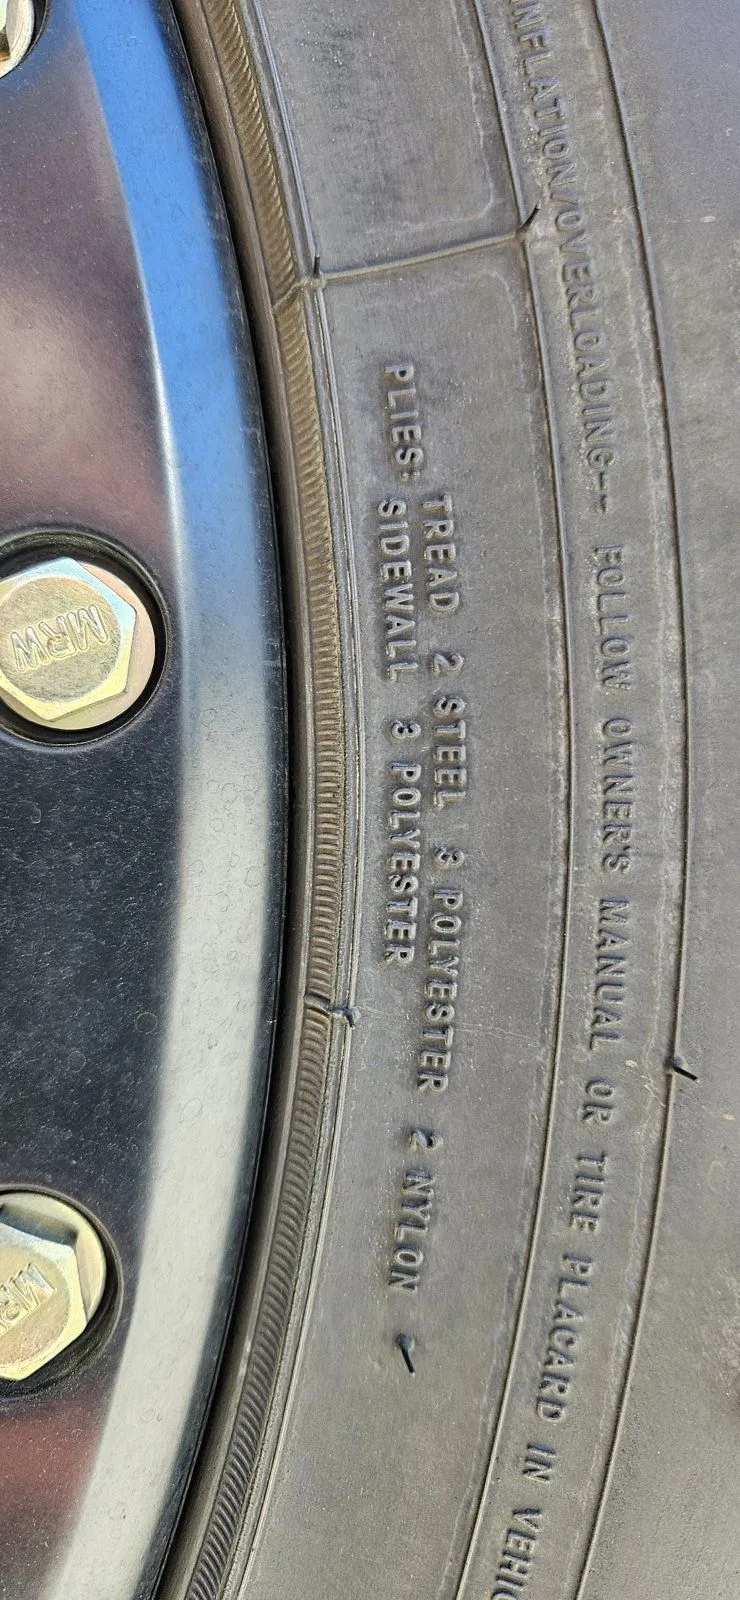 INFLATION/OVERLOADING-- FOLLOW OWNER'S MANUAL OR TIRE PLACARD IN
TREAD 2 STEEL 3 POLYESTER 2 NYLON
PLIES:
SIDEWALL 3 POLYESTER
MRW